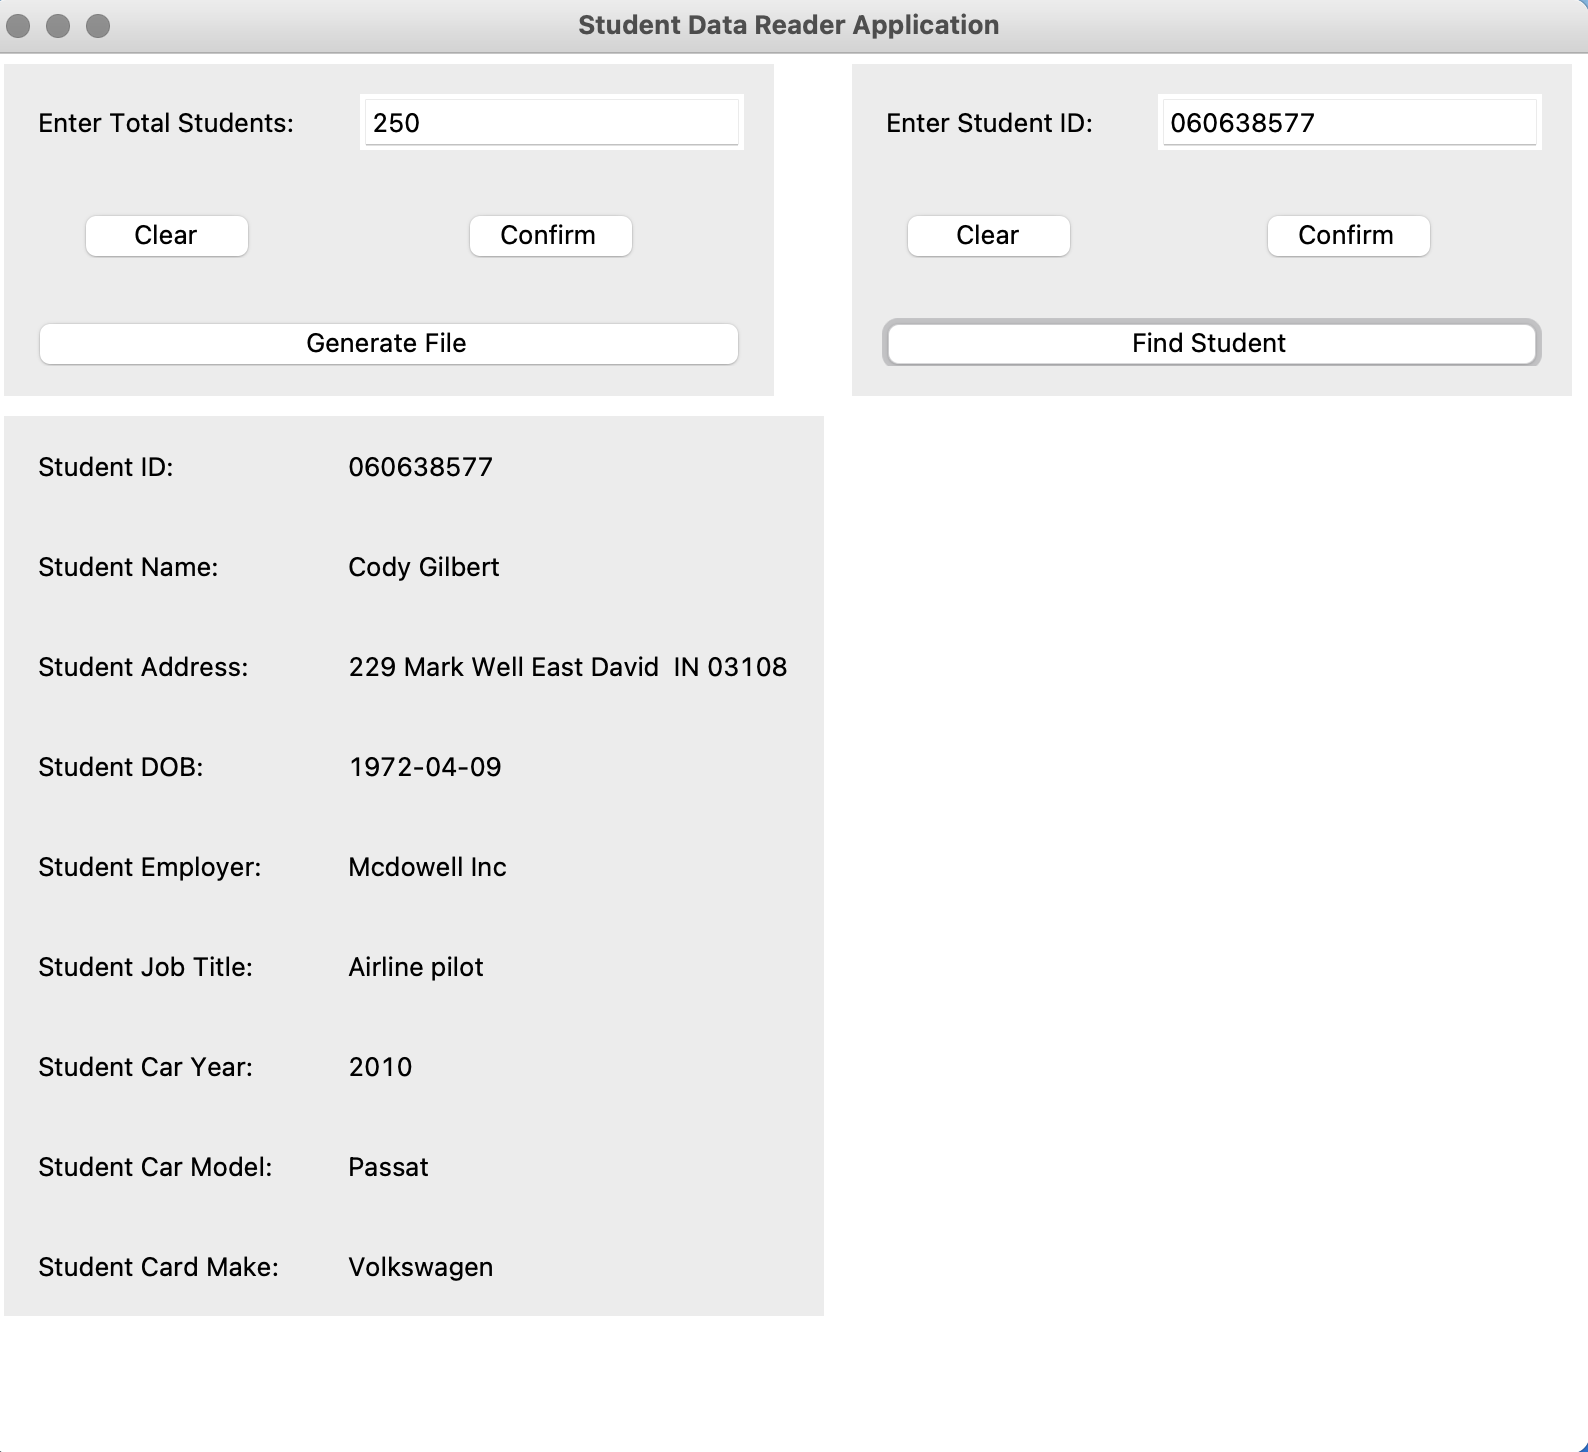 Student Data Reader Application
Enter Total Students: 250
Clear Confirm
Generate File
Enter Student ID: 060638577
Clear Confirm
Find Student
Student ID: 060638577
Student Name: Cody Gilbert
Student Address: 229 Mark Well East David  IN 03108
Student DOB: 1972-04-09
Student Employer: Mcdowell Inc
Student Job Title: Airline pilot
Student Car Year: 2010
Student Car Model: Passat
Student Card Make: Volkswagen